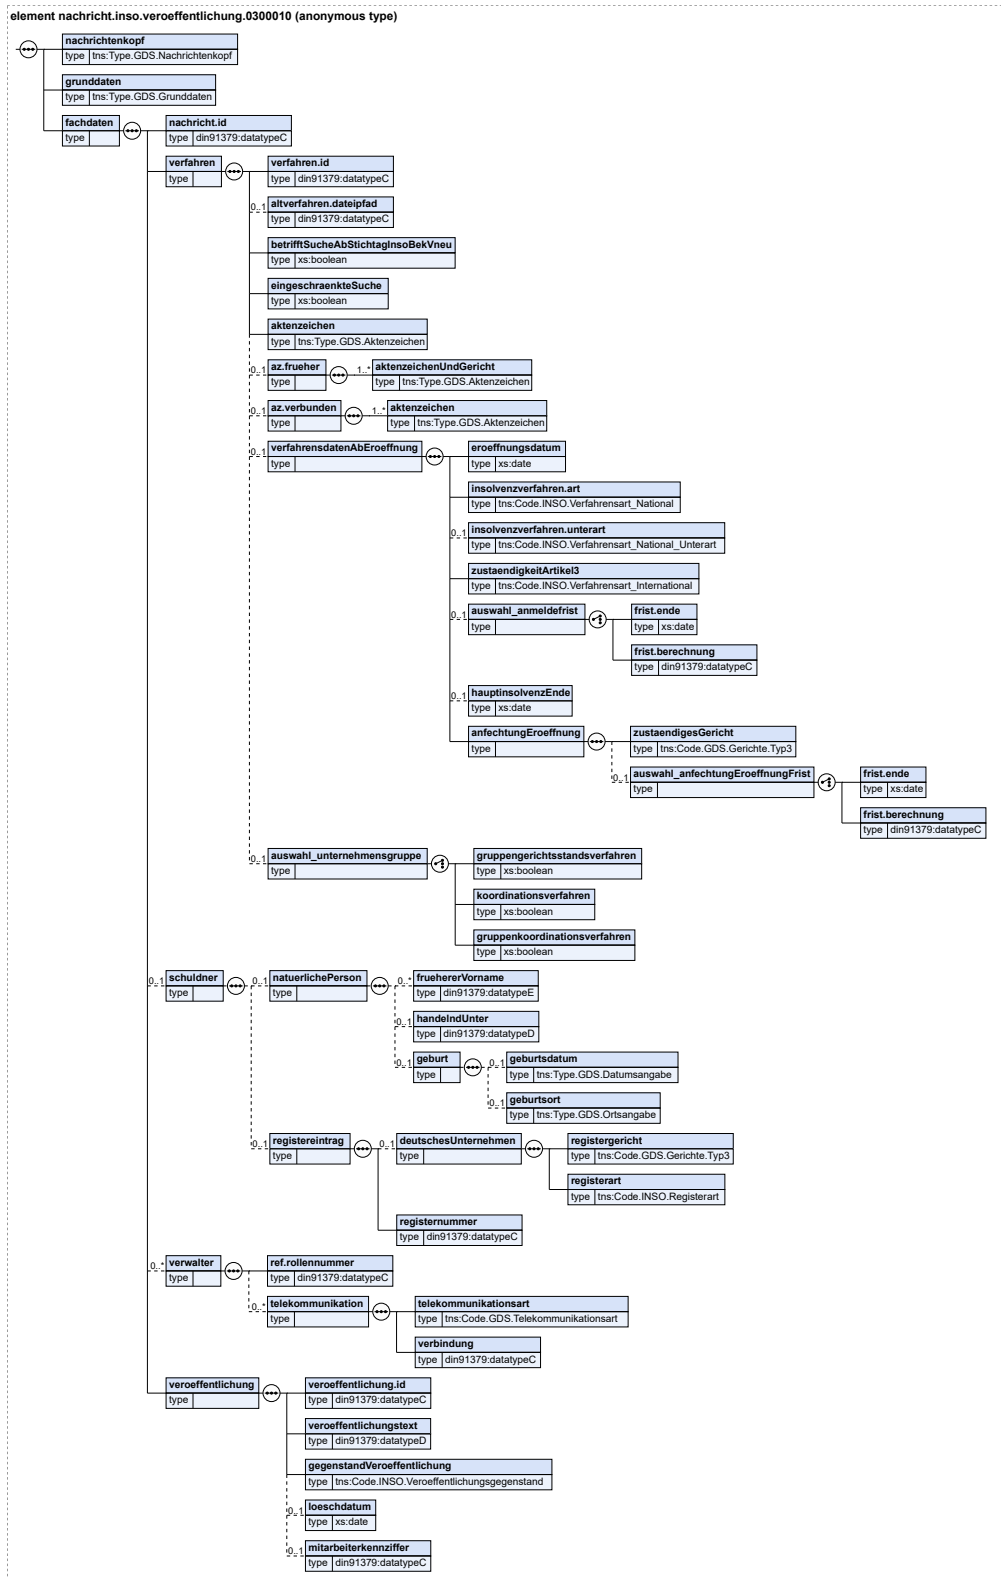 element nachricht.inso.veroeffentlichung.0300010 (anonymous type)
nachrichtenkopf
type tns:Type.GDS.Nachrichtenkopf
grunddaten
type tns:Type.GDS.Grunddaten
fachdaten
type
nachricht.id
type din91379:datatypeC
verfahren
type
verfahren.id
type din91379:datatypeC
0..1
altverfahren.dateipfad
type din91379:datatypeC
betrifftSucheAbStichtagInsoBekVneu
type xs:boolean
eingeschraenkteSuche
type xs:boolean
aktenzeichen
type tns:Type.GDS.Aktenzeichen
0..1
az.frueher
type
1..*
aktenzeichenUndGericht
type tns:Type.GDS.Aktenzeichen
0..1
az.verbunden
type
1..*
aktenzeichen
type tns:Type.GDS.Aktenzeichen
0..1
verfahrensdatenAbEroeffnung
type
eroeffnungsdatum
type xs:date
insolvenzverfahren.art
type tns:Code.INSO.Verfahrensart_National
0..1
insolvenzverfahren.unterart
type tns:Code.INSO.Verfahrensart_National_Unterart
zustaendigkeitArtikel3
type tns:Code.INSO.Verfahrensart_International
0..1
auswahl_anmeldefrist
type
frist.ende
type xs:date
frist.berechnung
type din91379:datatypeC
0..1
hauptinsolvenzEnde
type xs:date
anfechtungEroeffnung
type
zustaendigesGericht
type tns:Code.GDS.Gerichte.Typ3
0..1
auswahl_anfechtungEroeffnungFrist
type
frist.ende
type xs:date
frist.berechnung
type din91379:datatypeC
0..1
auswahl_unternehmensgruppe
type
gruppengerichtsstandsverfahren
type xs:boolean
koordinationsverfahren
type xs:boolean
gruppenkoordinationsverfahren
type xs:boolean
0..1
schuldner
type
0..1
natuerlichePerson
type
0..*
fruehererVorname
type din91379:datatypeE
0..1
handelndUnter
type din91379:datatypeD
0..1
geburt
type
0..1
geburtsdatum
type tns:Type.GDS.Datumsangabe
0..1
geburtsort
type tns:Type.GDS.Ortsangabe
0..1
registereintrag
type
0..1
deutschesUnternehmen
type
registergericht
type tns:Code.GDS.Gerichte.Typ3
registerart
type tns:Code.INSO.Registerart
registernummer
type din91379:datatypeC
0..*
verwalter
type
ref.rollennummer
type din91379:datatypeC
0..*
telekommunikation
type
telekommunikationsart
type tns:Code.GDS.Telekommunikationsart
verbindung
type din91379:datatypeC
veroeffentlichung
type
veroeffentlichung.id
type din91379:datatypeC
veroeffentlichungstext
type din91379:datatypeD
gegenstandVeroeffentlichung
type tns:Code.INSO.Veroeffentlichungsgegenstand
0..1
loeschdatum
type xs:date
0..1
mitarbeiterkennziffer
type din91379:datatypeC